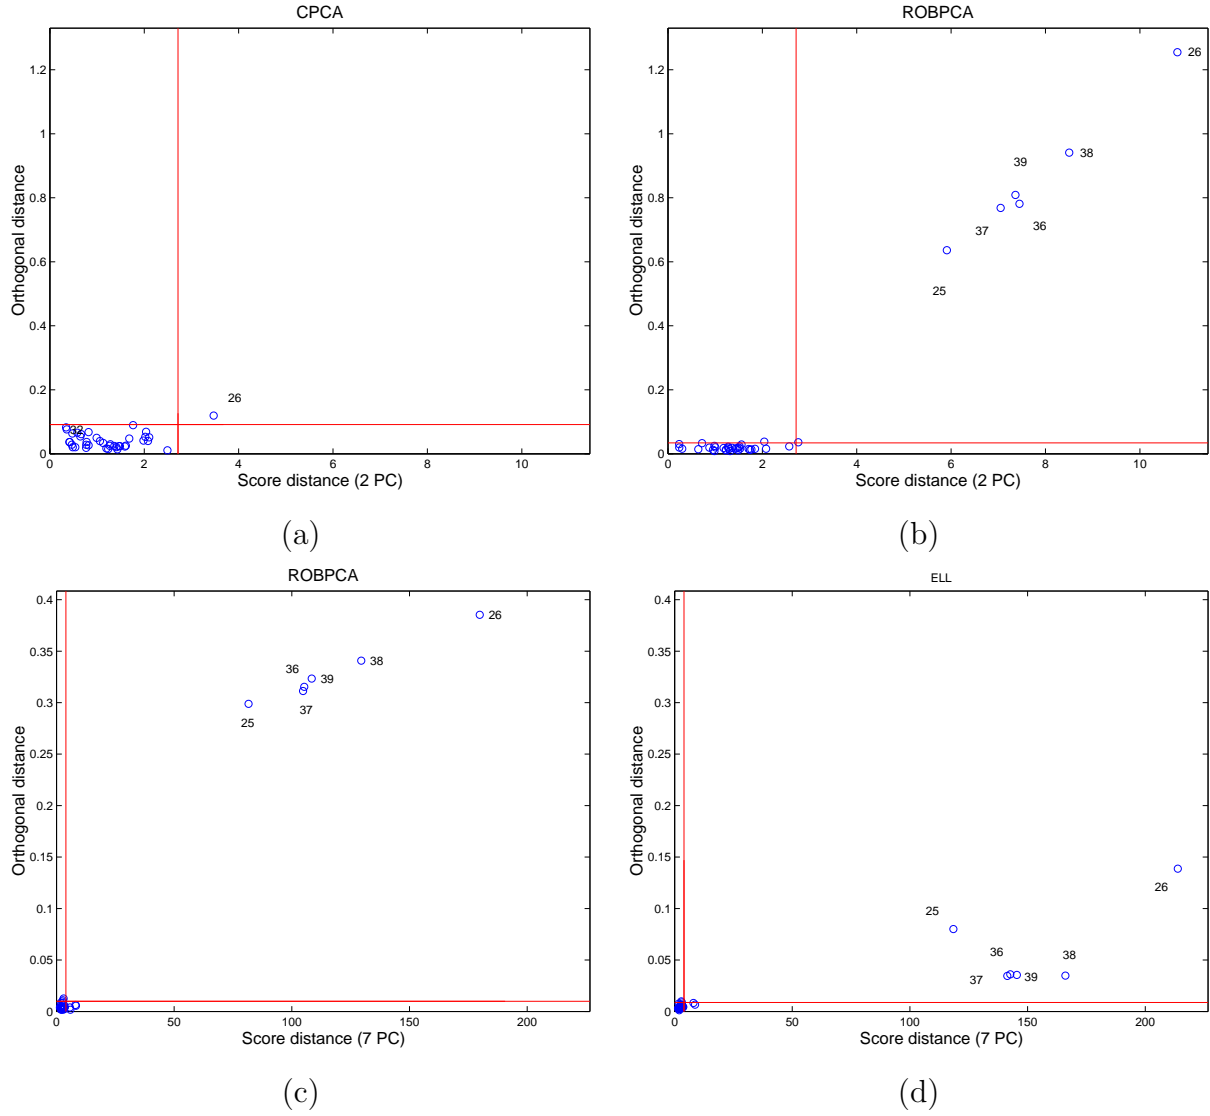 CPCA
Orthogonal distance
1.2
1
0.8
0.6
0.4
0.2
0
26
32
0 2 4 6 8 10
Score distance (2 PC)
(a)
ROBPCA
Orthogonal distance
1.2
1
0.8
0.6
0.4
0.2
0
26
39
38
37
36
25
0 2 4 6 8 10
Score distance (2 PC)
(b)
ROBPCA
Orthogonal distance
0.4
0.35
0.3
0.25
0.2
0.15
0.1
0.05
0
26
36
38
39
25
37
0 50 100 150 200
Score distance (7 PC)
(c)
ELL
Orthogonal distance
0.4
0.35
0.3
0.25
0.2
0.15
0.1
0.05
0
26
25
36
38
37
39
0 50 100 150 200
Score distance (7 PC)
(d)